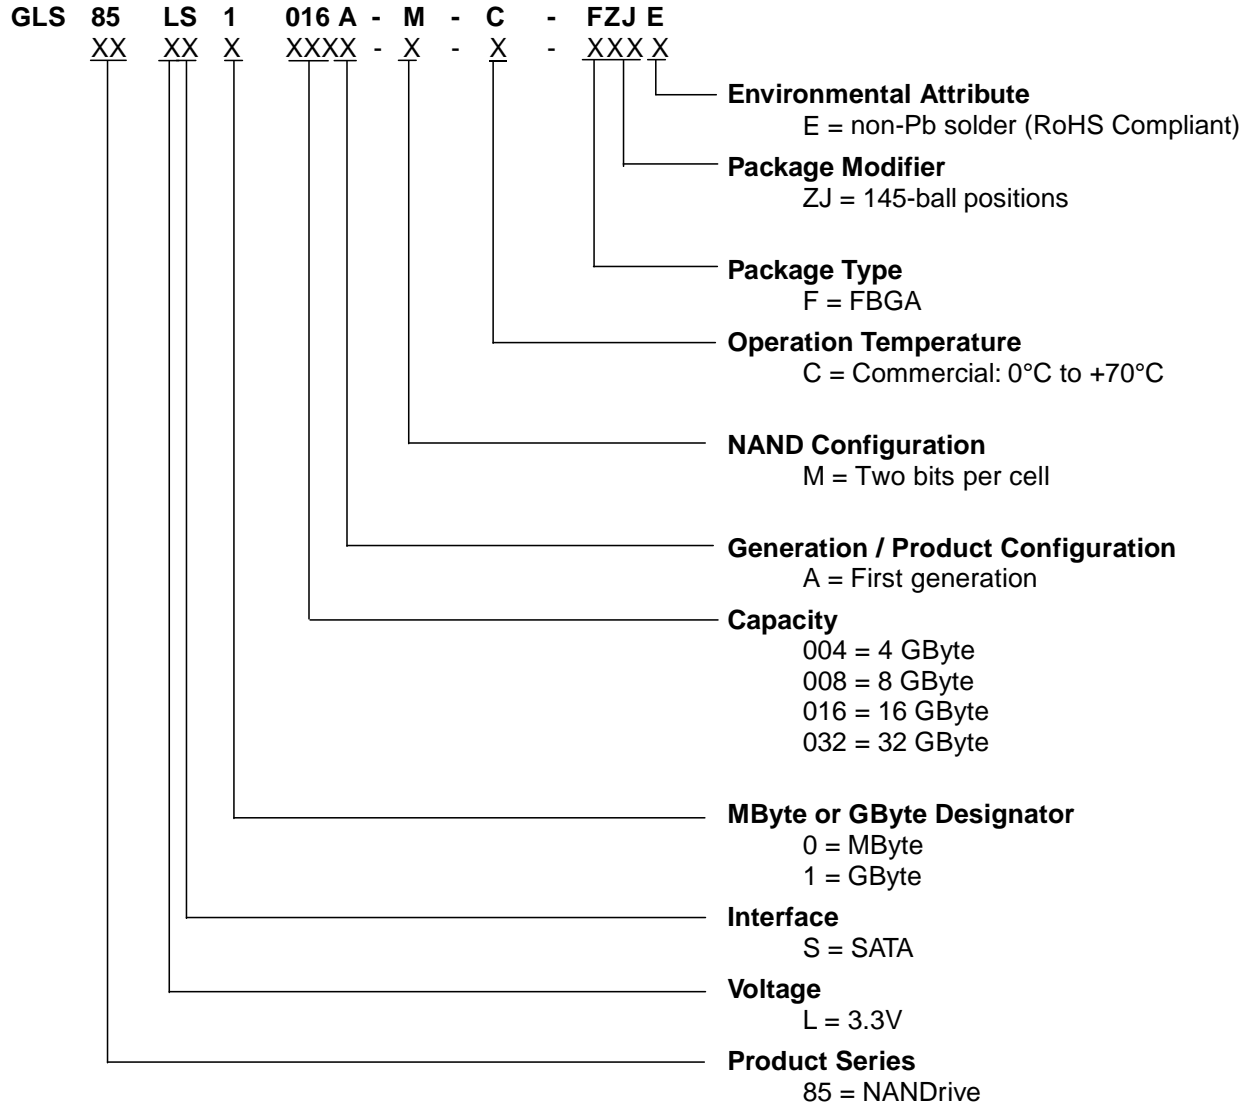 GLS 85 LS 1 016 A - M - C - FZJ E
XX XX X XXXX - X - X - XXX X
Environmental Attribute
E = non-Pb solder (RoHS Compliant)
Package Modifier
ZJ = 145-ball positions
Package Type
F = FBGA
Operation Temperature
C = Commercial: 0°C to +70°C
NAND Configuration
M = Two bits per cell
Generation / Product Configuration
A = First generation
Capacity
004 = 4 GByte
008 = 8 GByte
016 = 16 GByte
032 = 32 GByte
MByte or GByte Designator
0 = MByte
1 = GByte
Interface
S = SATA
Voltage
L = 3.3V
Product Series
85 = NANDrive